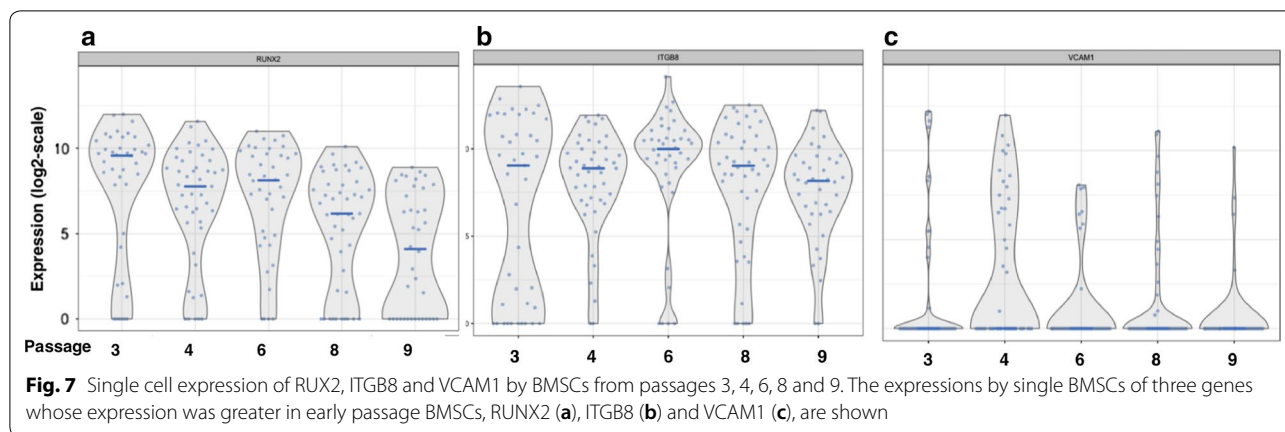 a
b
c
RUNX2
ITGB8
VCAM1
Expression (log2-scale)
10
5
0
0
5
0
Passage 3 4 6 8 9
3 4 6 8 9
3 4 6 8 9
Fig. 7 Single cell expression of RUX2, ITGB8 and VCAM1 by BMSCs from passages 3, 4, 6, 8 and 9. The expressions by single BMSCs of three genes
whose expression was greater in early passage BMSCs, RUNX2 (a), ITGB8 (b) and VCAM1 (c), are shown